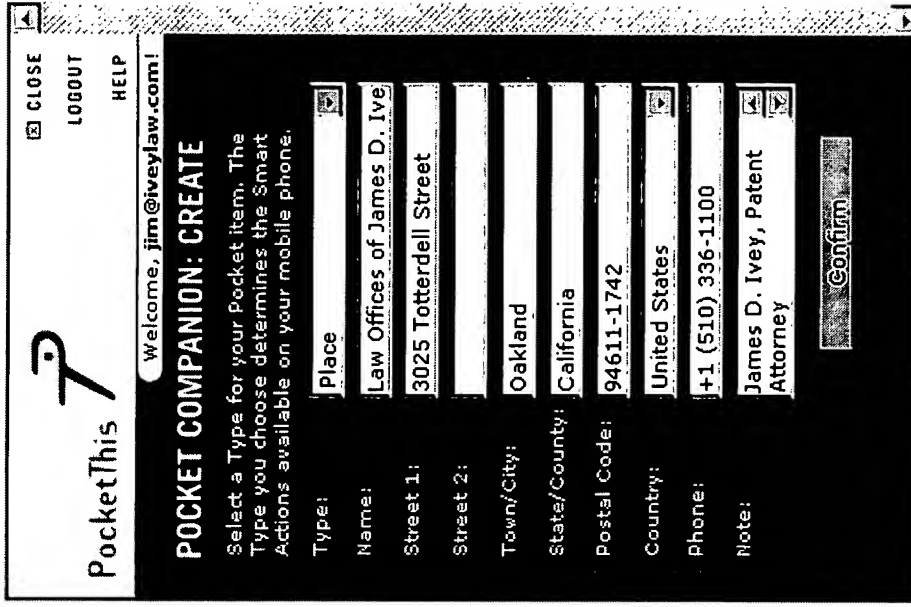 PocketThis
CLOSE
LOGOUT
HELP
Welcome, jim@iveylaw.com!
POCKET COMPANION: CREATE
Select a Type for your Pocket item. The
Type you choose determines the Smart
Actions available on your mobile phone.
Type: Place
Name: Law Offices of James D. Ive
Street 1: 3025 Totterdell Street
Street 2:
Town/City: Oakland
State/County: California
Postal Code: 94611-1742
Country: United States
Phone: +1 (510) 336-1100
Note: James D. Ivey, Patent
Attorney
Confirm